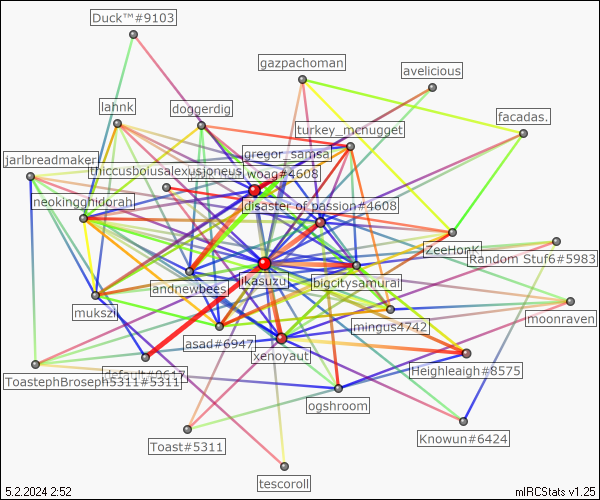 Duck™#9103
gazpachoman
avelicious
lahnk
doggerdig
facadas.
turkey_mcnugget
gregor_samsa
jarlbreadmaker
thiccusboiusalexusjoneus
woag#4608
neokingghidorah
disaster of passion#4608
ZeeHonKi
Random Stuf6#5983
andnewbees
ikasuzu
bigcitysamurai
mukszi
mingus4742
moonraven
asad#6947
xenoyaut
ToastephBroseph5311#5311
default#0617
Heighleaigh#8575
ogshroom
Toast#5311
Knowun#6424
tescoroll
5.2.2024 2:52
mIRCStats v1.25